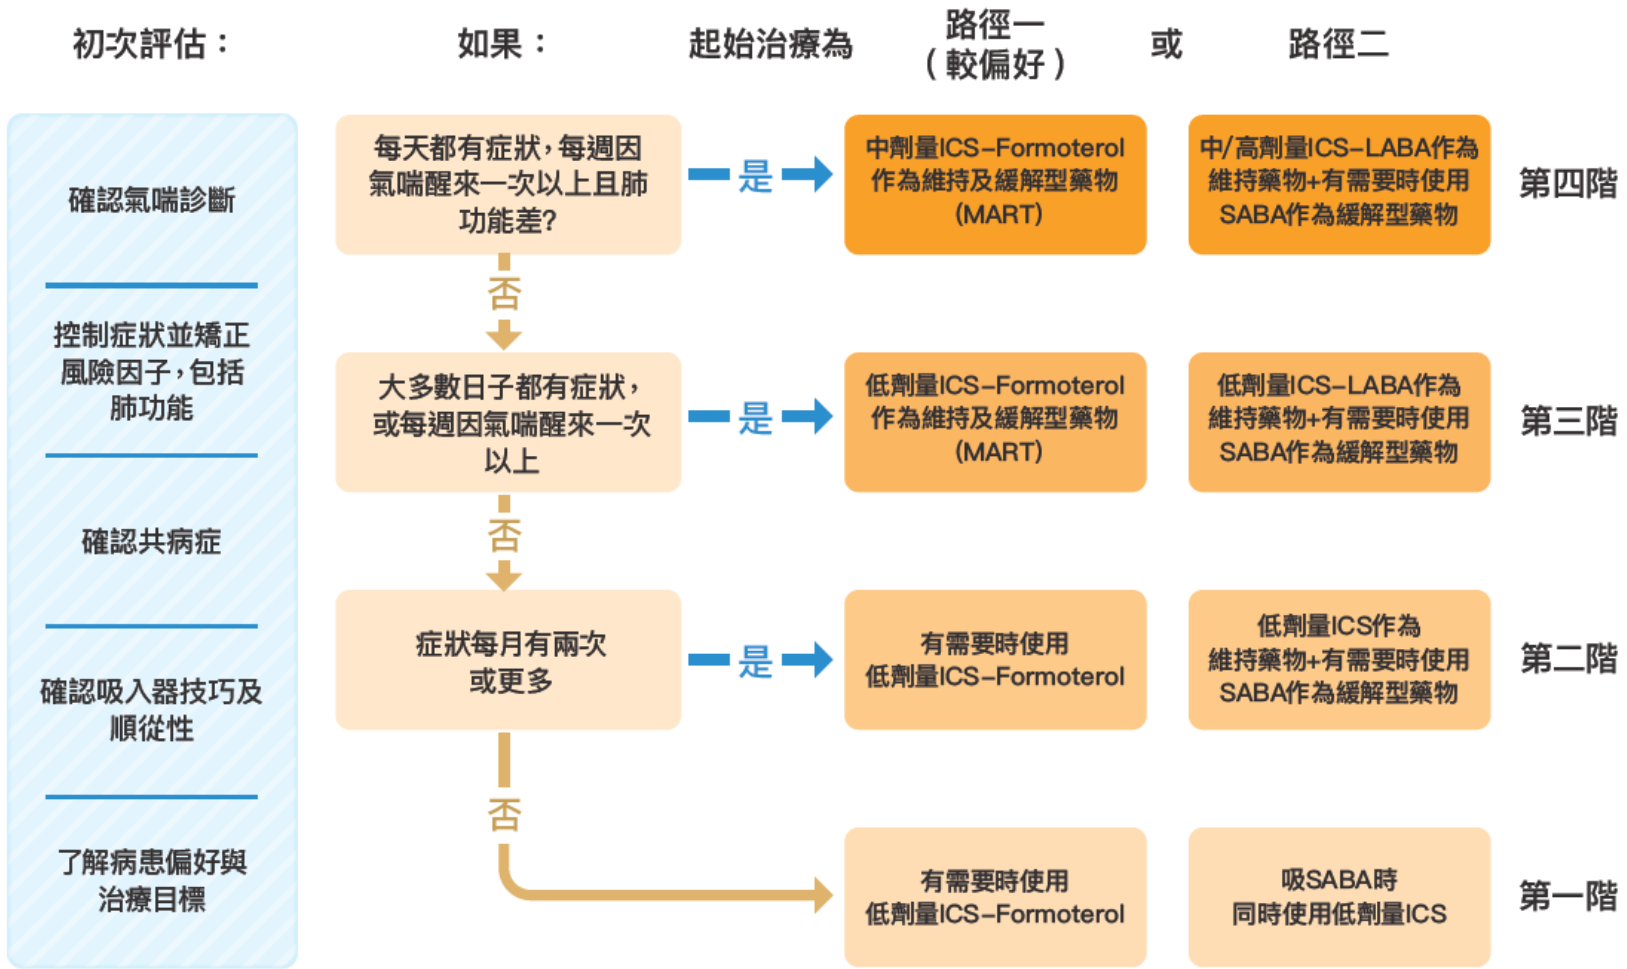 初次評估：
如果：
起始治療為
路徑一
（較偏好）
或
路徑二
確認氣喘診斷
控制症狀並矯正
風險因子，包括
肺功能
確認共病症
確認吸入器技巧及
順從性
了解病患偏好與
治療目標
每天都有症狀，每週因
氣喘醒來一次以上且肺
功能差?
是
中劑量ICS–Formoterol
作為維持及緩解型藥物
(MART)
中/高劑量ICS–LABA作為
維持藥物+有需要時使用
SABA作為緩解型藥物
第四階
否
大多數日子都有症狀，
或每週因氣喘醒來一次
以上
是
低劑量ICS–Formoterol
作為維持及緩解型藥物
(MART)
低劑量ICS–LABA作為
維持藥物+有需要時使用
SABA作為緩解型藥物
第三階
否
症狀每月有兩次
或更多
是
有需要時使用
低劑量ICS–Formoterol
低劑量ICS作為
維持藥物+有需要時使用
SABA作為緩解型藥物
第二階
否
有需要時使用
低劑量ICS–Formoterol
吸SABA時
同時使用低劑量ICS
第一階